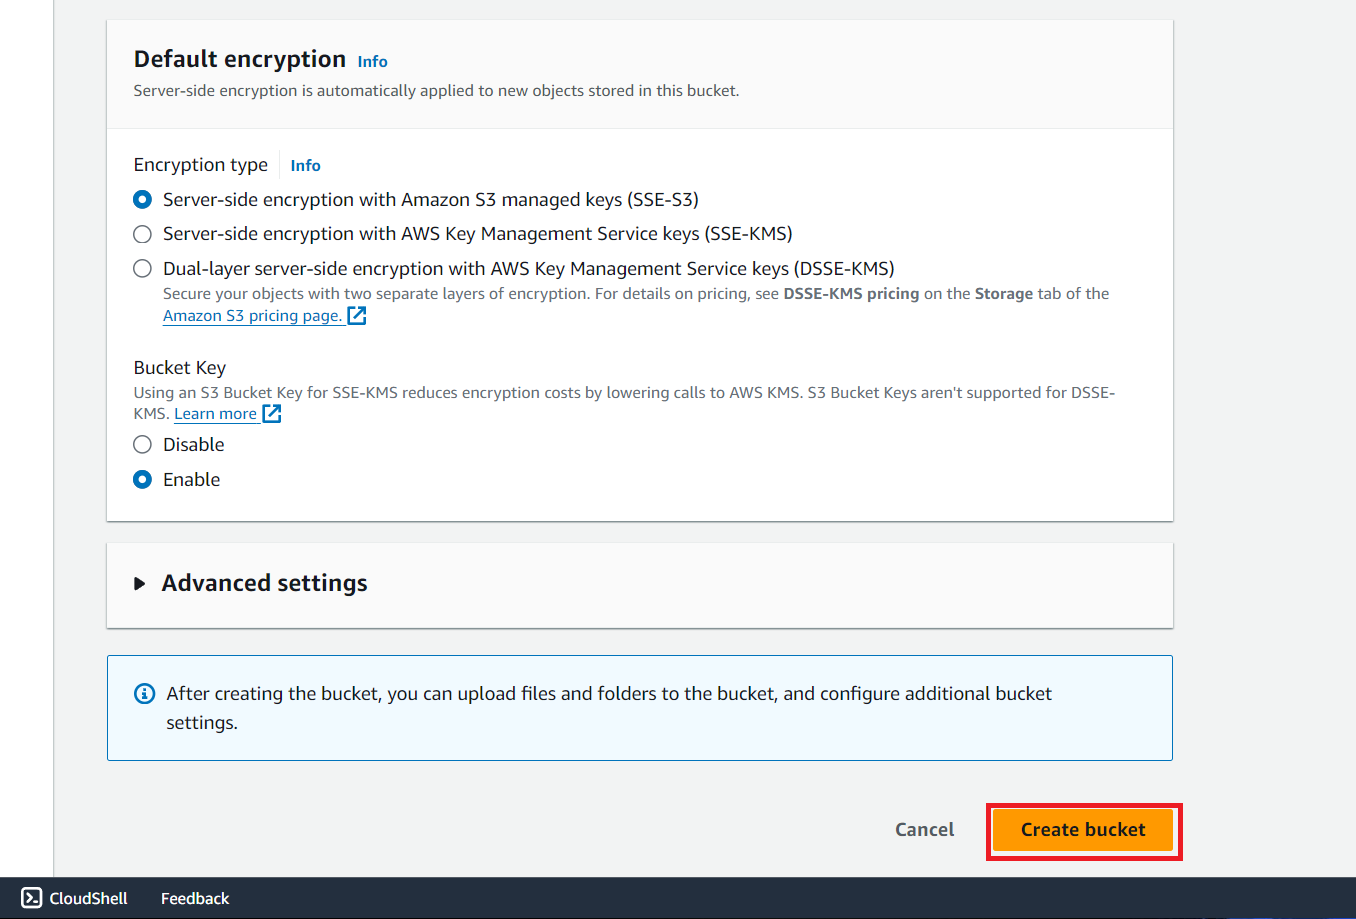 Default encryption Info
Server-side encryption is automatically applied to new objects stored in this bucket.
Encryption type Info
Server-side encryption with Amazon S3 managed keys (SSE-S3)
Server-side encryption with AWS Key Management Service keys (SSE-KMS)
Dual-layer server-side encryption with AWS Key Management Service keys (DSSE-KMS)
Secure your objects with two separate layers of encryption. For details on pricing, see DSSE-KMS pricing on the Storage tab of the
Amazon S3 pricing page.
Bucket Key
Using an S3 Bucket Key for SSE-KMS reduces encryption costs by lowering calls to AWS KMS. S3 Bucket Keys aren't supported for DSSE-
KMS. Learn more
Disable
Enable
Advanced settings
After creating the bucket, you can upload files and folders to the bucket, and configure additional bucket
settings.
Cancel
Create bucket
CloudShell
Feedback